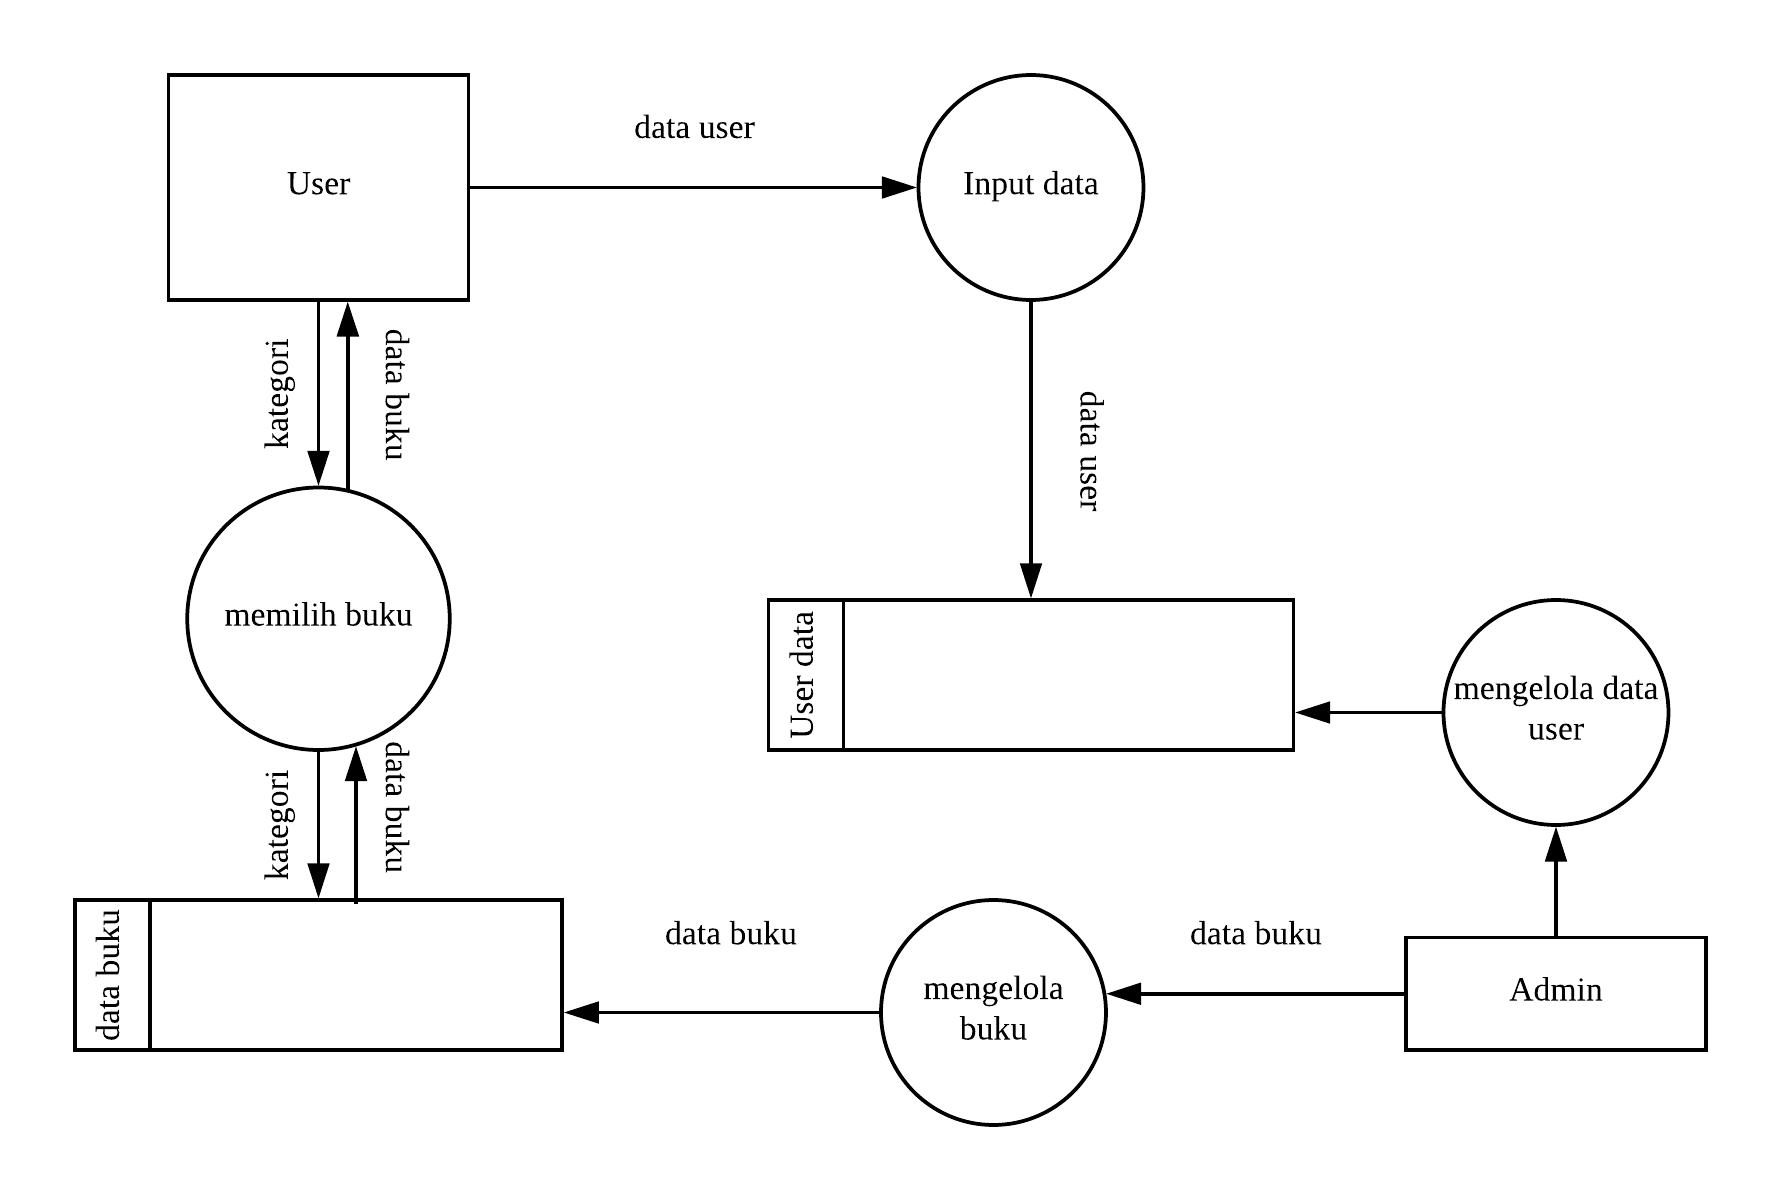 data user
User
Input data
kategori
data buku
data user
memilih buku
User data
mengelola data
user
kategori
data buku
data buku
data buku
mengelola
buku
data buku
Admin